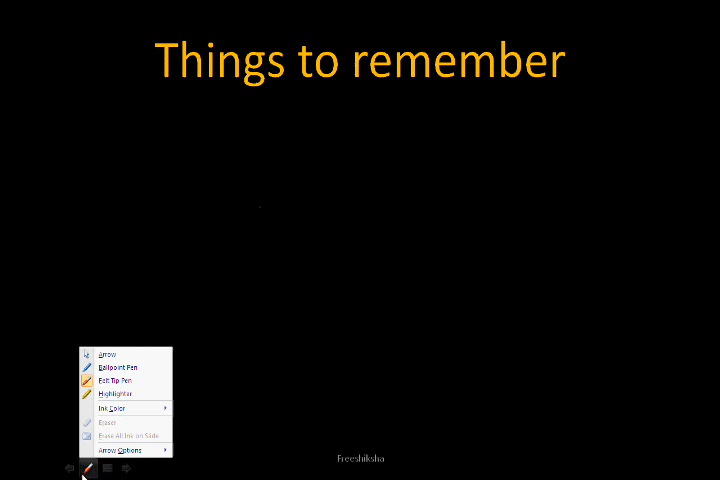 Things to remember
Arrow
Ballpoint Pen
Felt Tip Pen
Highlighter
Ink Color
Eraser
Erase All Ink on Slide
Arrow Options
Freeshiksha